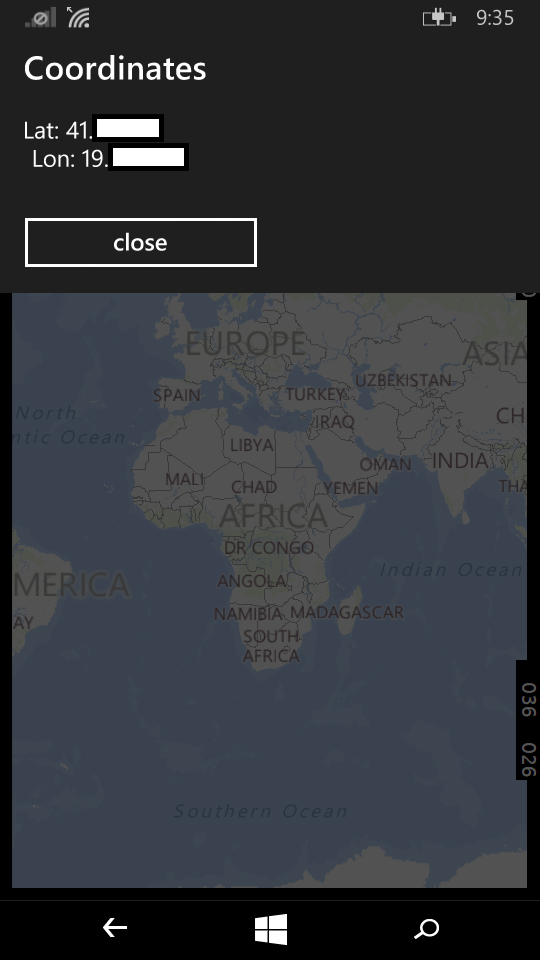 9:35
Coordinates
Lat: 41.
Lon: 19.
close
EUROPE
ASIA
UZBEKISTAN
SPAIN
TURKEY
North
ntic Ocean
IRAQ
CH
LIBYA
OMAN
INDIA
MALI
CHAD
YEMEN
THA
AFRICA
DR CONGO
Indian Ocean
MERICA
ANGOLA
NAMIBIA
MADAGASCAR
AY
SOUTH
AFRICA
036
026
Southern Ocean